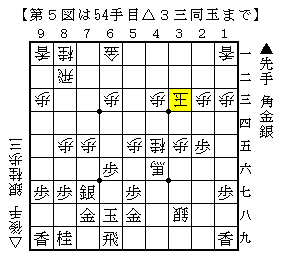 【第５図は54手目△３三同玉まで】
9 8 7 6 5 4 3 2 1
香 桂 金 香 一
飛 二
歩 歩 歩 玉 歩 歩 三
四
歩 歩 歩 桂 歩 歩 五
歩 馬 六
歩 歩 銀 歩 歩 七
金 玉 金 銀 八
香 桂 飛 香 九
▲先手 角金銀
△後手 銀桂歩三